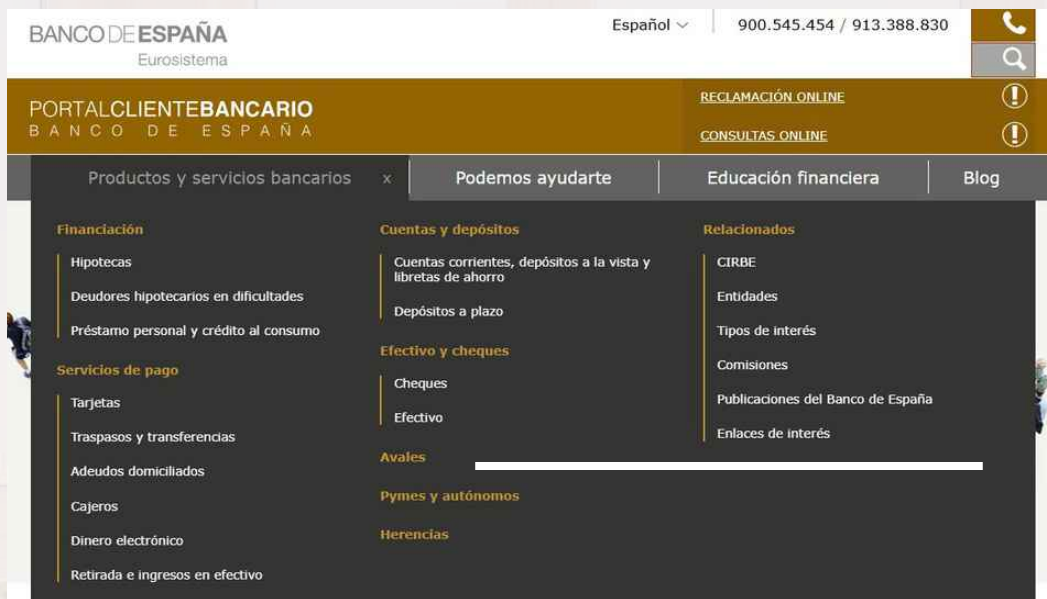 BANCO DE ESPAÑA
Eurosistema
Español
900.545.454 / 913.388.830
PORTALCLIENTEBANCARIO
BANCO DE ESPAÑA
RECLAMACIÓN ONLINE
CONSULTAS ONLINE
Productos y servicios bancarios x
Podemos ayudarte
Educación financiera
Blog
Financiación
Hipotecas
Deudores hipotecarios en dificultades
Préstamo personal y crédito al consumo
Servicios de pago
Tarjetas
Traspasos y transferencias
Adeudos domiciliados
Cajeros
Dinero electrónico
Retirada e ingresos en efectivo
Cuentas y depósitos
Cuentas corrientes, depósitos a la vista y
libretas de ahorro
Depósitos a plazo
Efectivo y cheques
Cheques
Efectivo
Avales
Pymes y autónomos
Herencias
Relacionados
CIRBE
Entidades
Tipos de interés
Comisiones
Publicaciones del Banco de España
Enlaces de interés